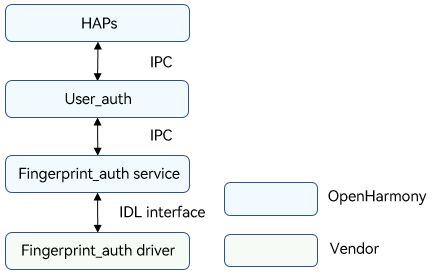 HAPs
IPC
User_auth
IPC
Fingerprint_auth service
IDL interface
Fingerprint_auth driver
OpenHarmony
Vendor